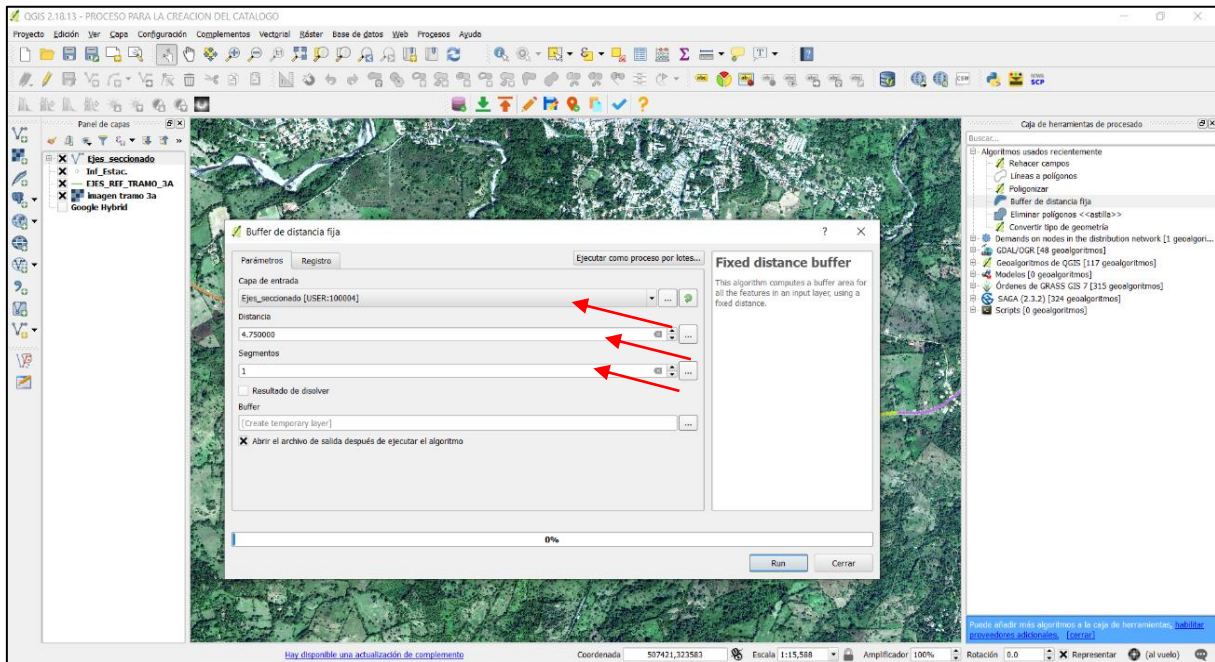 QGIS 2.18.13 - PROCESO PARA LA CREACION DEL CATALOGO
Proyecto Edición Ver Capa Configuración Complementos Vectorial Ráster Base de datos Web Procesos Ayuda
CSW
SCP
Panel de capas
Ejes_seccionado
Inf_Estac.
EJES_REF_TRAMO_3A
imagen tramo 3a
Google Hybrid
Buffer de distancia fija
Parámetros Registro
Ejecutar como proceso por lotes...
Capa de entrada
Ejes_seccionado [USER:100004]
...
Distancia
4.750000
...
Segmentos
1
...
Resultado de disolver
Buffer
[Create temporary layer]
...
Abrir el archivo de salida después de ejecutar el algoritmo
Fixed distance buffer
This algorithm computes a buffer area for
all the features in an input layer, using a
fixed distance.
0%
Run Cerrar
Caja de herramientas de procesado
Buscar...
Algoritmos usados recientemente
Rehacer campos
Líneas a polígonos
Poligonizar
Buffer de distancia fija
Eliminar polígonos <<astilla>>
Convertir tipo de geometría
Demands on nodes in the distribution network [1 geoalgori...
GDAL/OGR [48 geoalgoritmos]
Geoalgoritmos de QGIS [117 geoalgoritmos]
Modelos [0 geoalgoritmos]
Órdenes de GRASS GIS 7 [315 geoalgoritmos]
SAGA (2.3.2) [324 geoalgoritmos]
Scripts [0 geoalgoritmos]
Puede añadir más algoritmos a la caja de herramientas, habilitar
proveedores adicionales. [cerrar]
Hay disponible una actualización de complemento
Coordenada 507421,323583 Escala 1:15,588 Amplificador 100% Rotación 0.0 Representar (al vuelo)